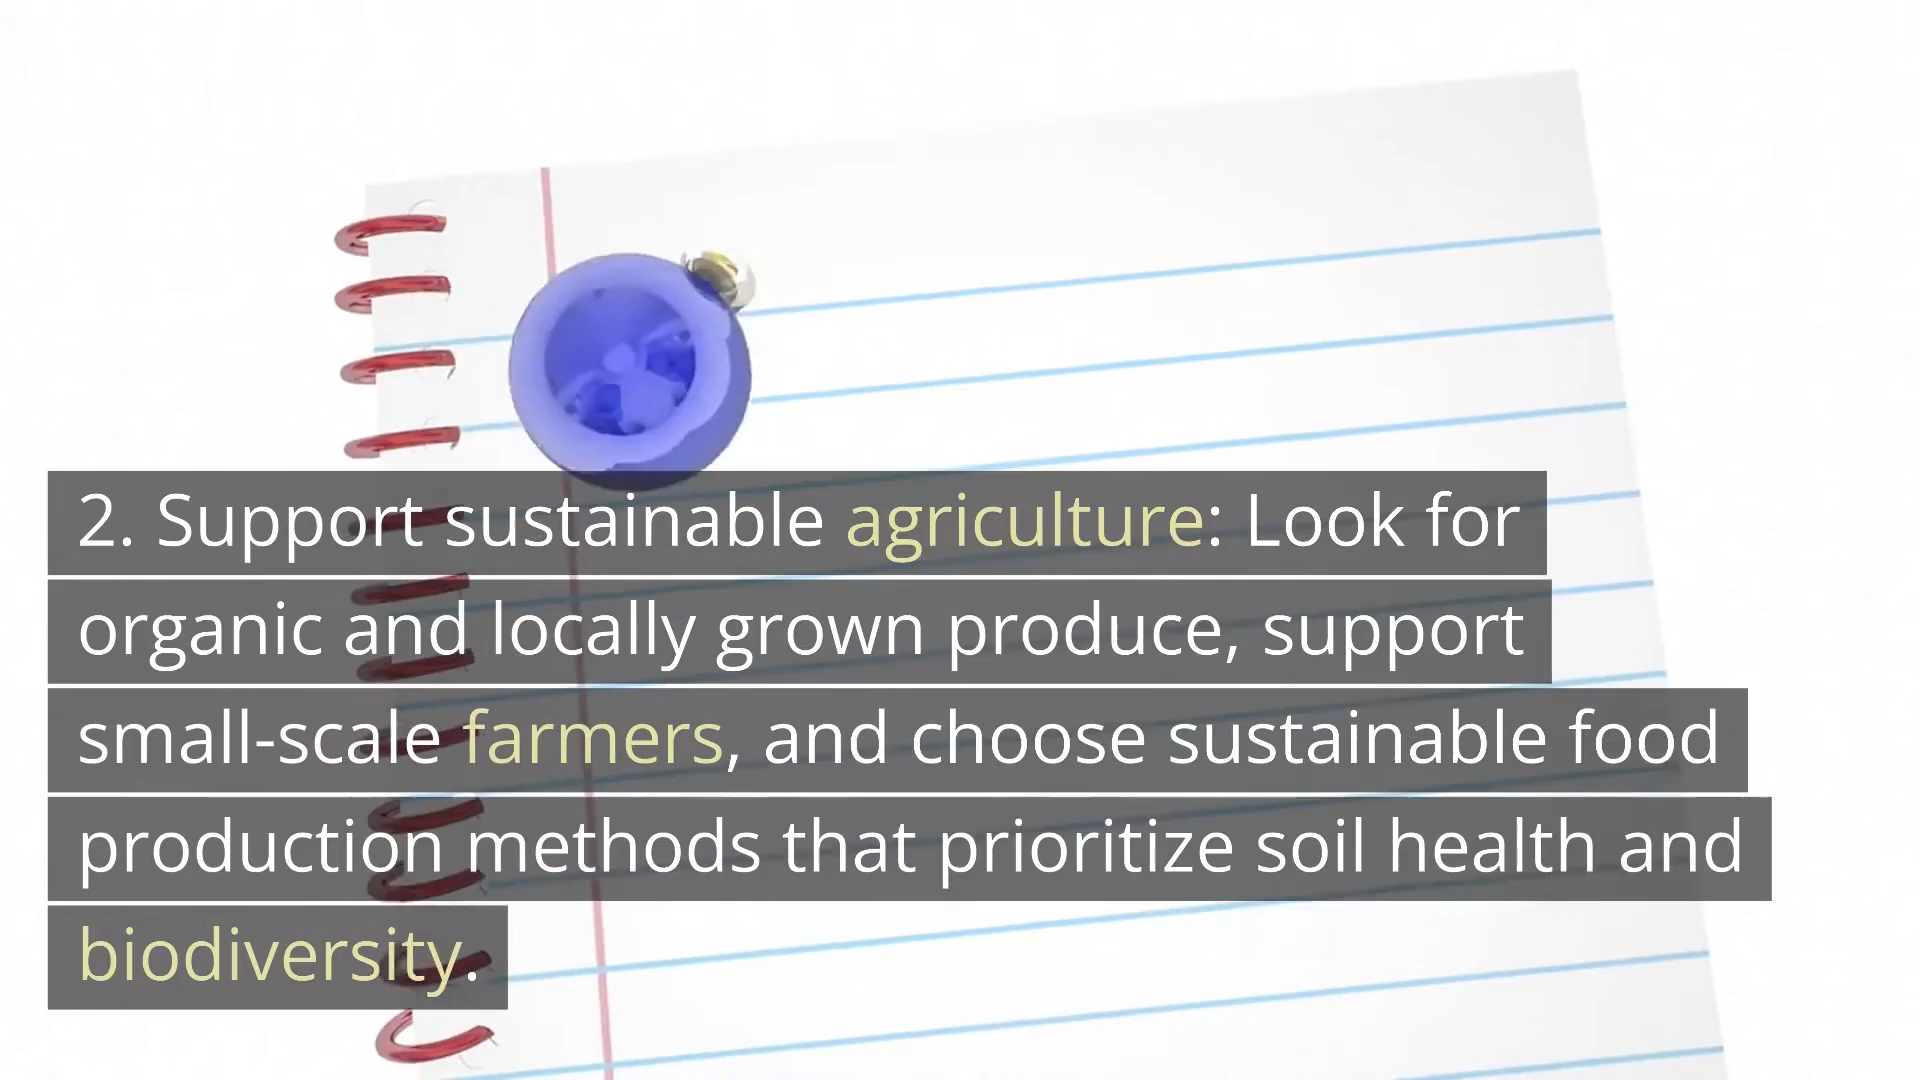 2. Support sustainable agriculture: Look for
organic and locally grown produce, support
small-scale farmers, and choose sustainable food
production methods that prioritize soil health and
biodiversity.